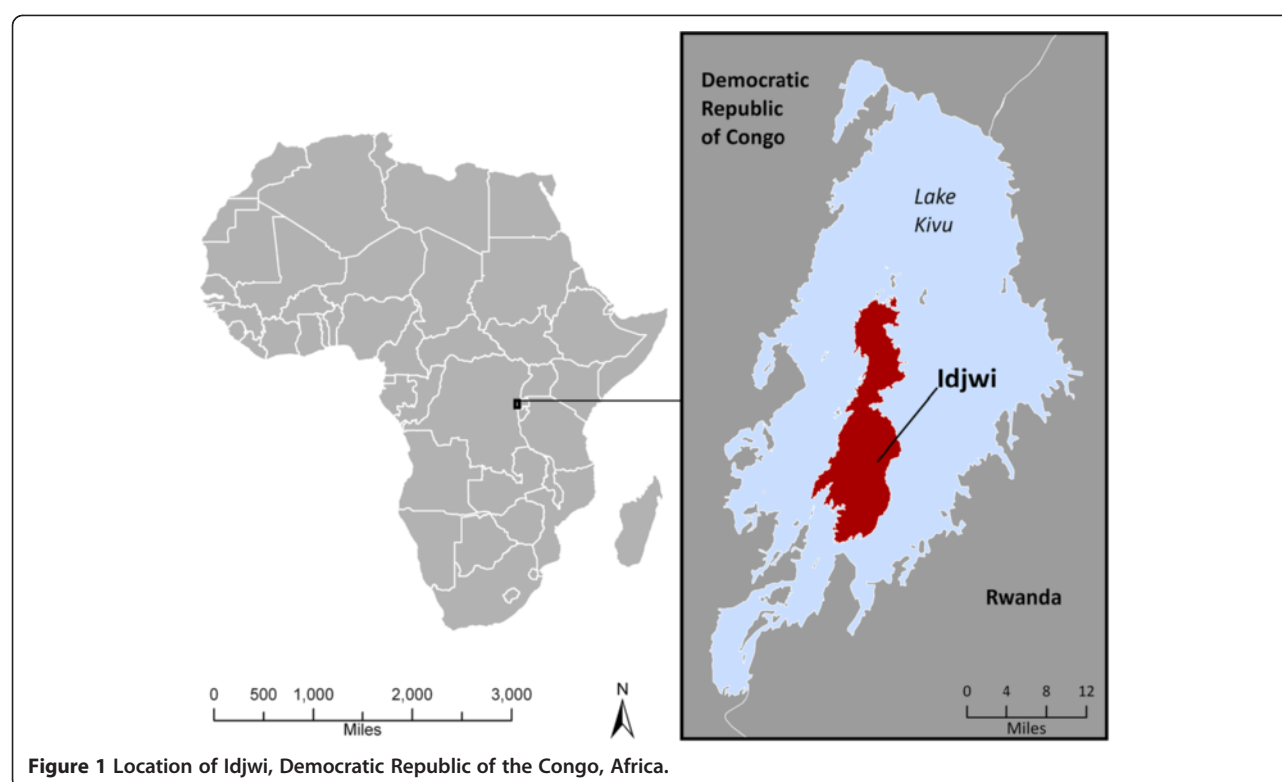 Democratic
Republic
of Congo
Lake
Kivu
Idjwi
Rwanda
0 4 8 12
Miles
0 500 1,000 2,000 3,000
Miles
N
Figure 1 Location of Idjwi, Democratic Republic of the Congo, Africa.